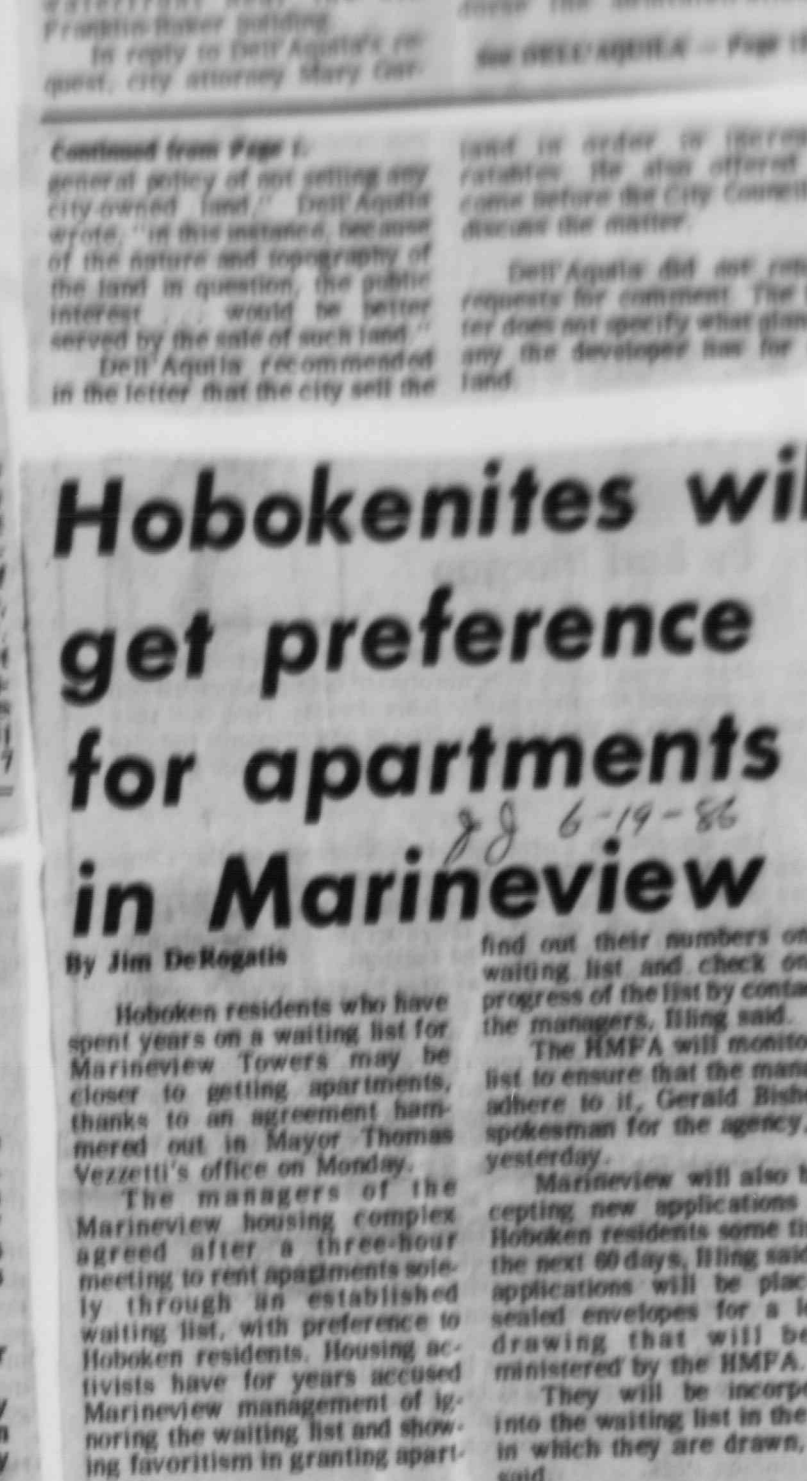 Franklin-Baker building.
In reply to Dell'Aquila's re-
quest, city attorney Mary Gar-
See DELL'AQUILA — Page
Continued from Page 1.
general policy of not selling any
city-owned land," Dell'Aquila
wrote, "in this instance, because
of the nature and topography of
the land in question, the public
interest . . . would be better
served by the sale of such land."
Dell'Aquila recommended
in the letter that the city sell the
land in order to
ratables. He also offered
come before the City
discuss the matter.
Dell'Aquila did not
requests for comment. The
ter does not specify what
any the developer has for
land.
Hobokenites wil
get preference
for apartments
in Marineview
JJ 6-19-86
By Jim DeRogatis
Hoboken residents who have
spent years on a waiting list for
Marineview Towers may be
closer to getting apartments,
thanks to an agreement ham-
mered out in Mayor Thomas
Vezzetti's office on Monday.
The managers of the
Marineview housing complex
agreed after a three-hour
meeting to rent apartments sole-
ly through an established
waiting list, with preference to
Hoboken residents. Housing ac-
tivists have for years accused
Marineview management of ig-
noring the waiting list and show-
ing favoritism in granting apart-
find out their numbers on
waiting list and check on
progress of the list by conta
the managers, Illing said.
The HMFA will monito
list to ensure that the mana
adhere to it, Gerald Bish
spokesman for the agency,
yesterday.
Marineview will also
cepting new applications
Hoboken residents some ti
the next 60 days, Illing said
applications will be plac
sealed envelopes for a
drawing that will be
ministered by the HMFA.
They will be incorpo
into the waiting list in the
in which they are drawn,
said.